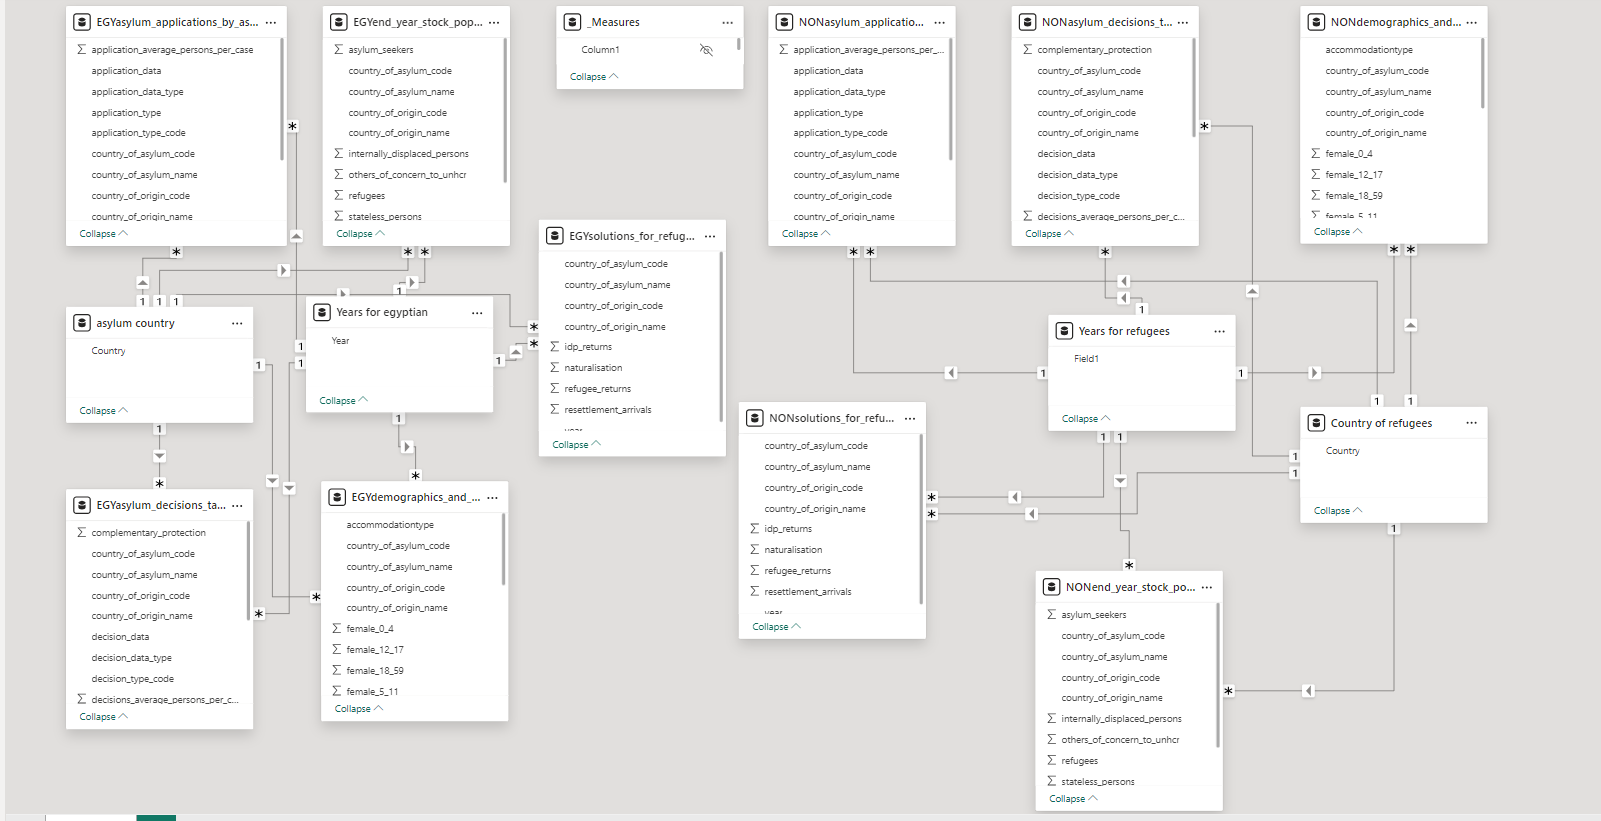 EGYasylum_applications_by_as... ...
application_average_persons_per_case
application_data
application_data_type
application_type
application_type_code
country_of_asylum_code
country_of_asylum_name
country_of_origin_code
country_of_origin_name
Collapse
EGYend_year_stock_pop... ...
asylum_seekers
country_of_asylum_code
country_of_asylum_name
country_of_origin_code
country_of_origin_name
internally_displaced_persons
others_of_concern_to_unhcr
refugees
stateless_persons
Collapse
_Measures ...
Column1
Collapse
NONasylum_applicatio... ...
application_average_persons_per_...
application_data
application_data_type
application_type
application_type_code
country_of_asylum_code
country_of_asylum_name
country_of_origin_code
country_of_origin_name
Collapse
NONasylum_decisions_t... ...
complementary_protection
country_of_asylum_code
country_of_asylum_name
country_of_origin_code
country_of_origin_name
decision_data
decision_data_type
decision_type_code
decisions_average_persons_per_c...
Collapse
NONdemographics_and... ...
accommodationtype
country_of_asylum_code
country_of_asylum_name
country_of_origin_code
country_of_origin_name
female_0_4
female_12_17
female_18_59
female_5_11
Collapse
EGYsolutions_for_refug... ...
country_of_asylum_code
country_of_asylum_name
country_of_origin_code
country_of_origin_name
idp_returns
naturalisation
refugee_returns
resettlement_arrivals
year
Collapse
asylum country ...
Country
Collapse
Years for egyptian ...
Year
Collapse
Years for refugees ...
Field1
Collapse
NONsolutions_for_refu... ...
country_of_asylum_code
country_of_asylum_name
country_of_origin_code
country_of_origin_name
idp_returns
naturalisation
refugee_returns
resettlement_arrivals
year
Collapse
Country of refugees ...
Country
Collapse
EGYasylum_decisions_ta... ...
complementary_protection
country_of_asylum_code
country_of_asylum_name
country_of_origin_code
country_of_origin_name
decision_data
decision_data_type
decision_type_code
decisions_average_persons_per_c...
Collapse
EGYdemographics_and_... ...
accommodationtype
country_of_asylum_code
country_of_asylum_name
country_of_origin_code
country_of_origin_name
female_0_4
female_12_17
female_18_59
female_5_11
Collapse
NONend_year_stock_po... ...
asylum_seekers
country_of_asylum_code
country_of_asylum_name
country_of_origin_code
country_of_origin_name
internally_displaced_persons
others_of_concern_to_unhcr
refugees
stateless_persons
Collapse